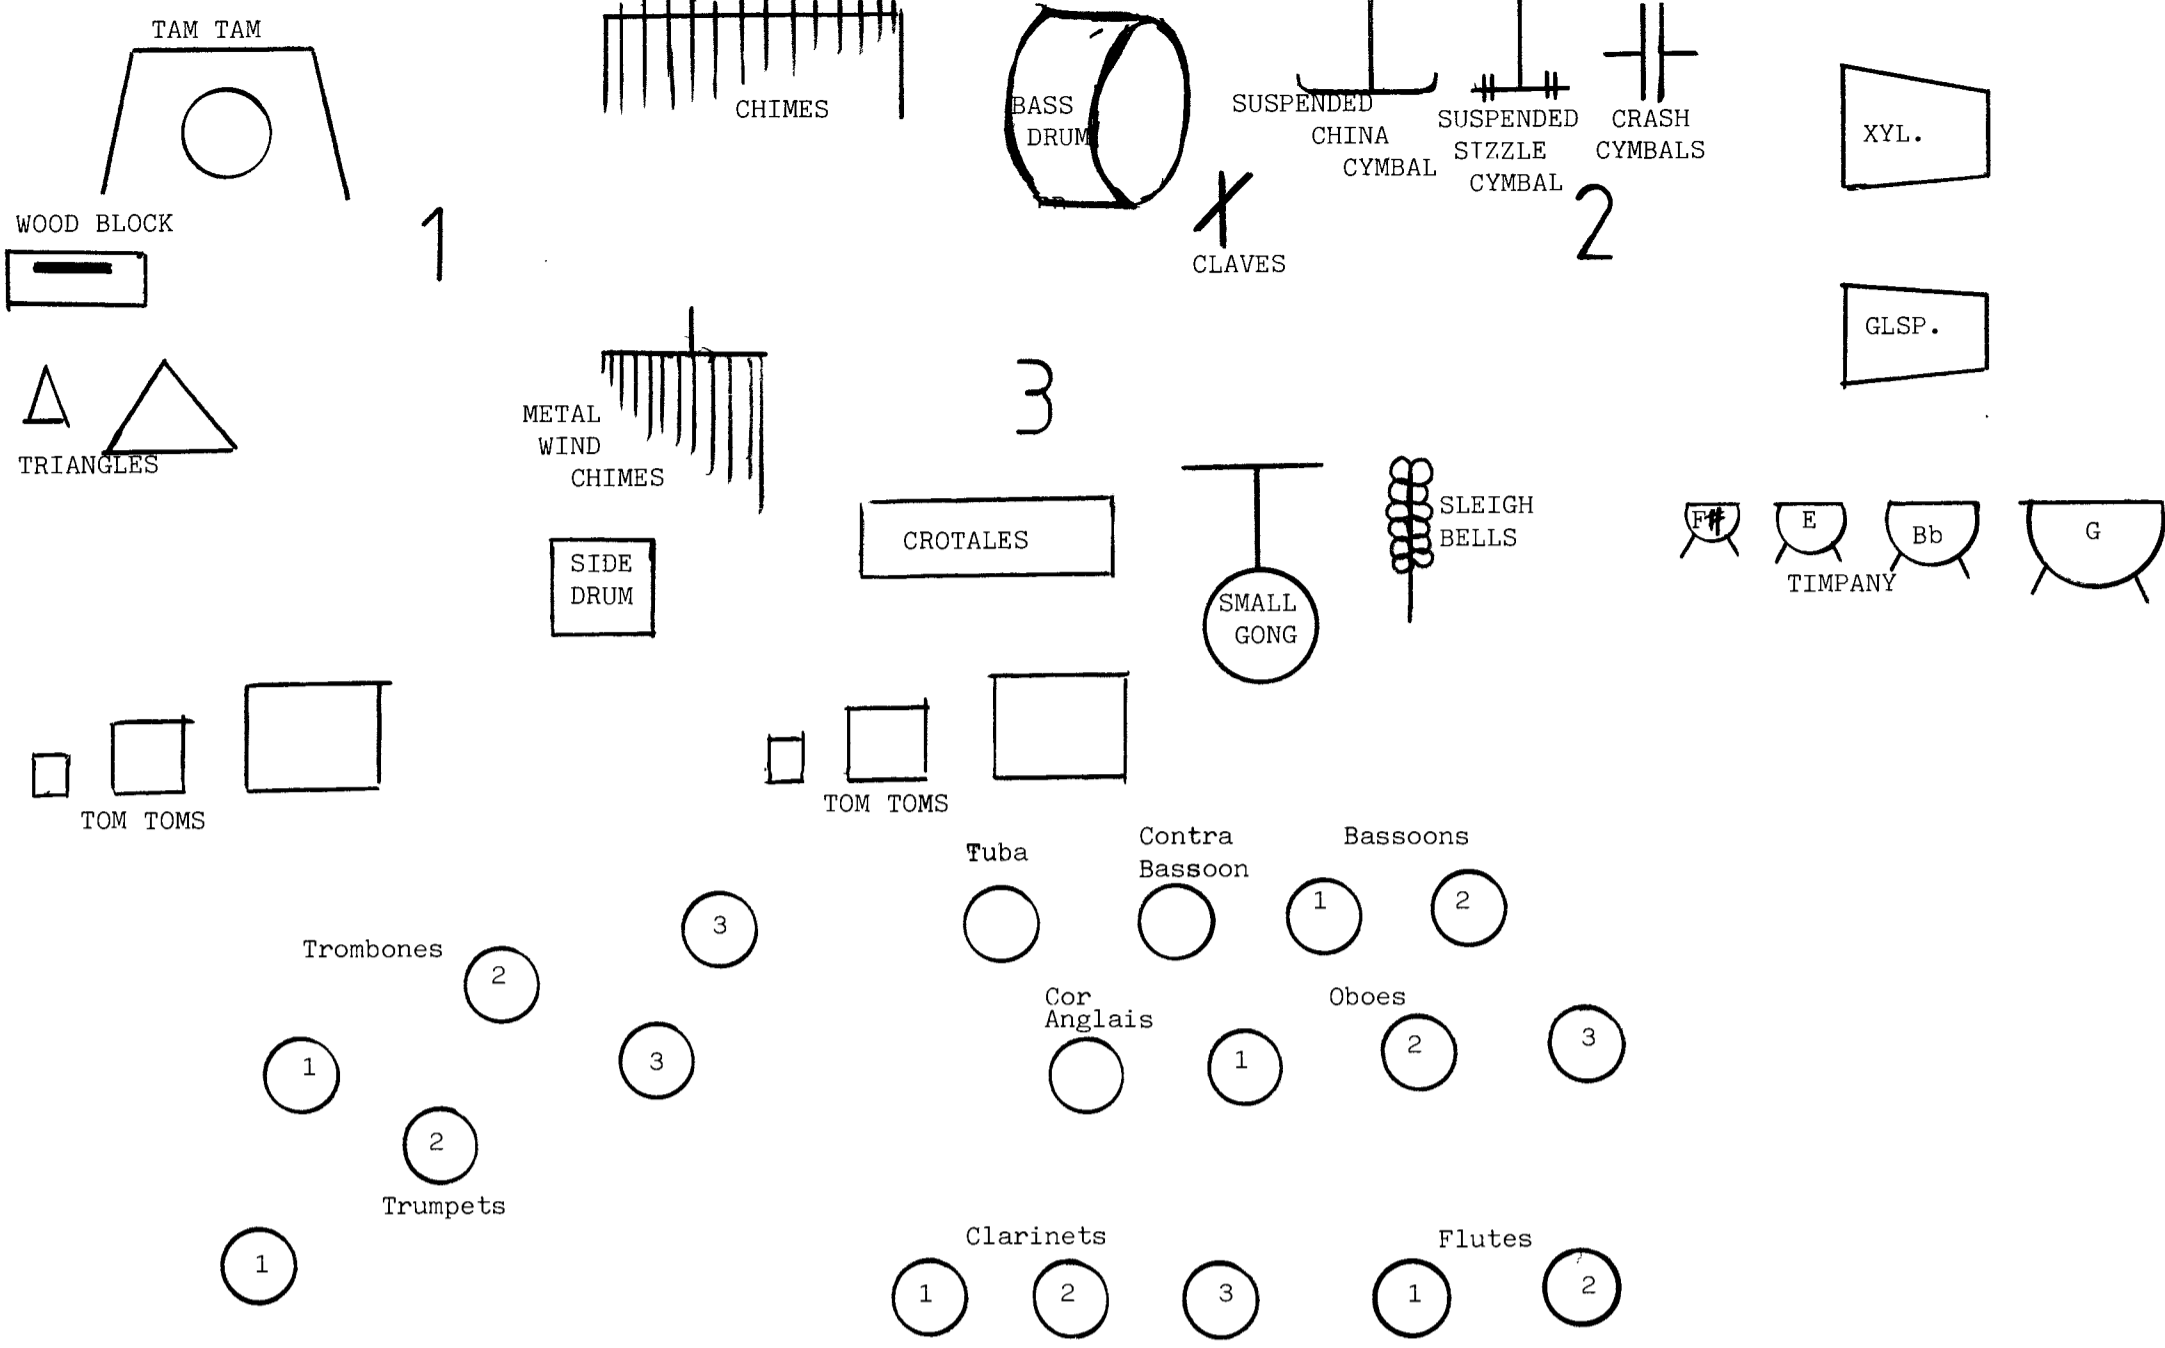 TAM TAM
CHIMES
BASS
DRUM
SUSPENDED
CHINA
CYMBAL
SUSPENDED
SIZZLE
CYMBAL
CRASH
CYMBALS
XYL.
WOOD BLOCK
1
2
CLAVES
GLSP.
TRIANGLES
METAL
WIND
CHIMES
3
CROTALES
SIDE
DRUM
SMALL
GONG
SLEIGH
BELLS
F# E Bb G
TIMPANY
TOM TOMS
TOM TOMS
Tuba
Contra
Bassoon
Bassoons
1 2
Trombones
1 2 3
Cor
Anglais
Oboes
1 2 3
1 2 3
Trumpets
Clarinets
1 2 3
Flutes
1 2